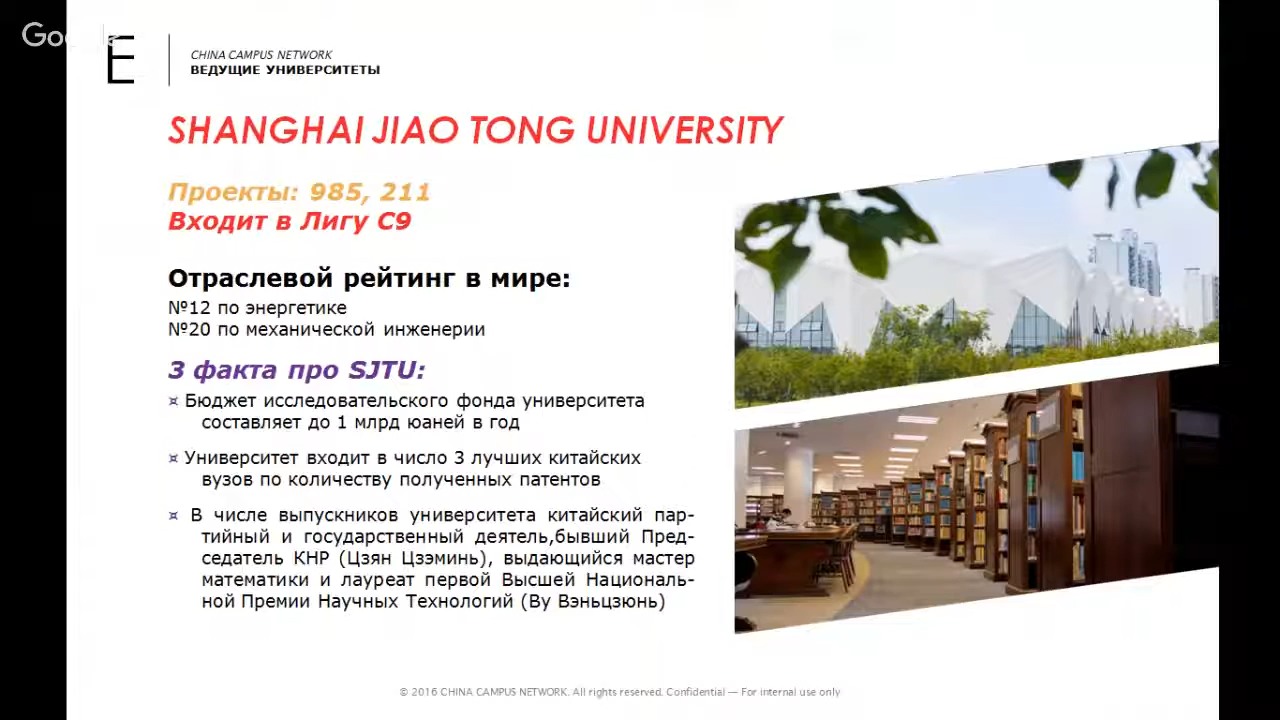 Google
E
CHINA CAMPUS NETWORK
ВЕДУЩИЕ УНИВЕРСИТЕТЫ
SHANGHAI JIAO TONG UNIVERSITY
Проекты: 985, 211
Входит в Лигу С9
Отраслевой рейтинг в мире:
№12 по энергетике
№20 по механической инженерии
3 факта про SJTU:
¤ Бюджет исследовательского фонда университета
составляет до 1 млрд юаней в год
¤ Университет входит в число 3 лучших китайских
вузов по количеству полученных патентов
¤ В числе выпускников университета китайский пар-
тийный и государственный деятель,бывший Пред-
седатель КНР (Цзян Цзэминь), выдающийся мастер
математики и лауреат первой Высшей Националь-
ной Премии Научных Технологий (Ву Вэньцзюнь)
© 2016 CHINA CAMPUS NETWORK. All rights reserved. Confidential — For internal use only